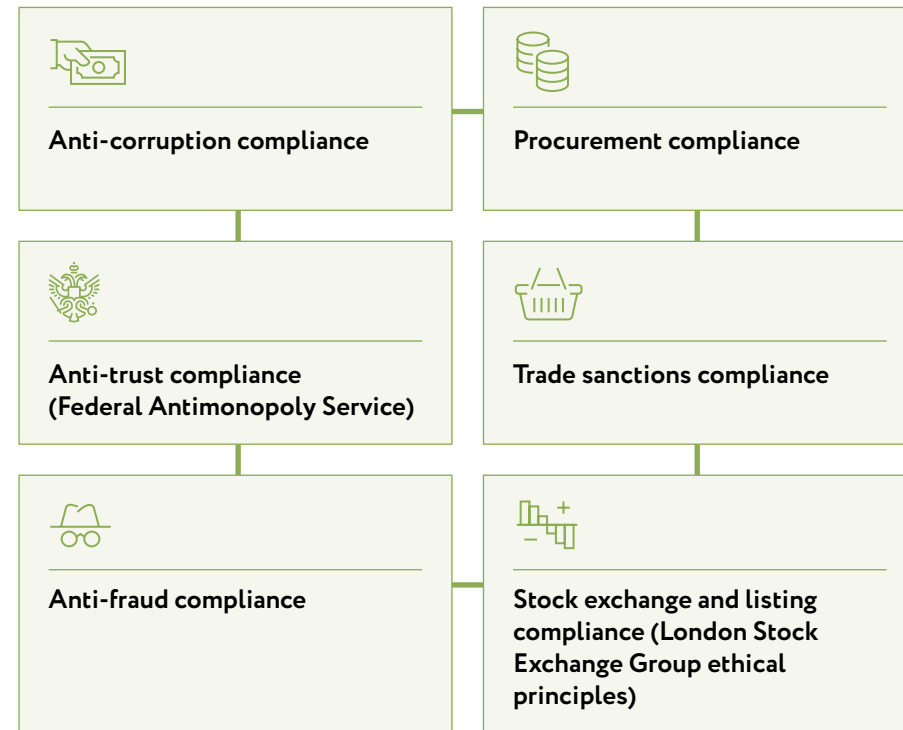 Anti-corruption compliance
Procurement compliance
Anti-trust compliance
(Federal Antimonopoly Service)
Trade sanctions compliance
Anti-fraud compliance
Stock exchange and listing
compliance (London Stock
Exchange Group ethical
principles)